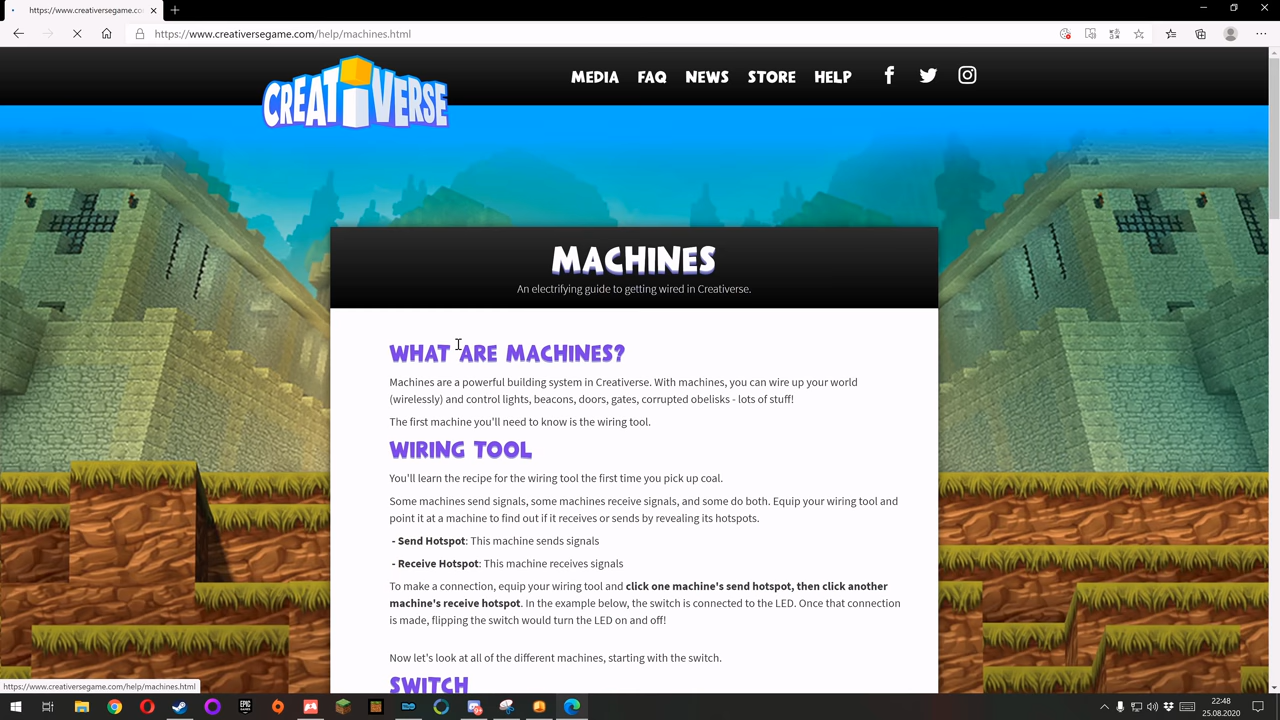 https://www.creativersegame.co
https://www.creativersegame.com/help/machines.html
CREATIVERSE
MEDIA FAQ NEWS STORE HELP
MACHINES
An electrifying guide to getting wired in Creativerse.
WHAT ARE MACHINES?
Machines are a powerful building system in Creativerse. With machines, you can wire up your world
(wirelessly) and control lights, beacons, doors, gates, corrupted obelisks - lots of stuff!
The first machine you'll need to know is the wiring tool.
WIRING TOOL
You'll learn the recipe for the wiring tool the first time you pick up coal.
Some machines send signals, some machines receive signals, and some do both. Equip your wiring tool and
point it at a machine to find out if it receives or sends by revealing its hotspots.
- Send Hotspot: This machine sends signals
- Receive Hotspot: This machine receives signals
To make a connection, equip your wiring tool and click one machine's send hotspot, then click another
machine's receive hotspot. In the example below, the switch is connected to the LED. Once that connection
is made, flipping the switch would turn the LED on and off!
Now let's look at all of the different machines, starting with the switch.
SWITCH
https://www.creativersegame.com/help/machines.html
EPIC
GAMES
22:48
25.08.2020